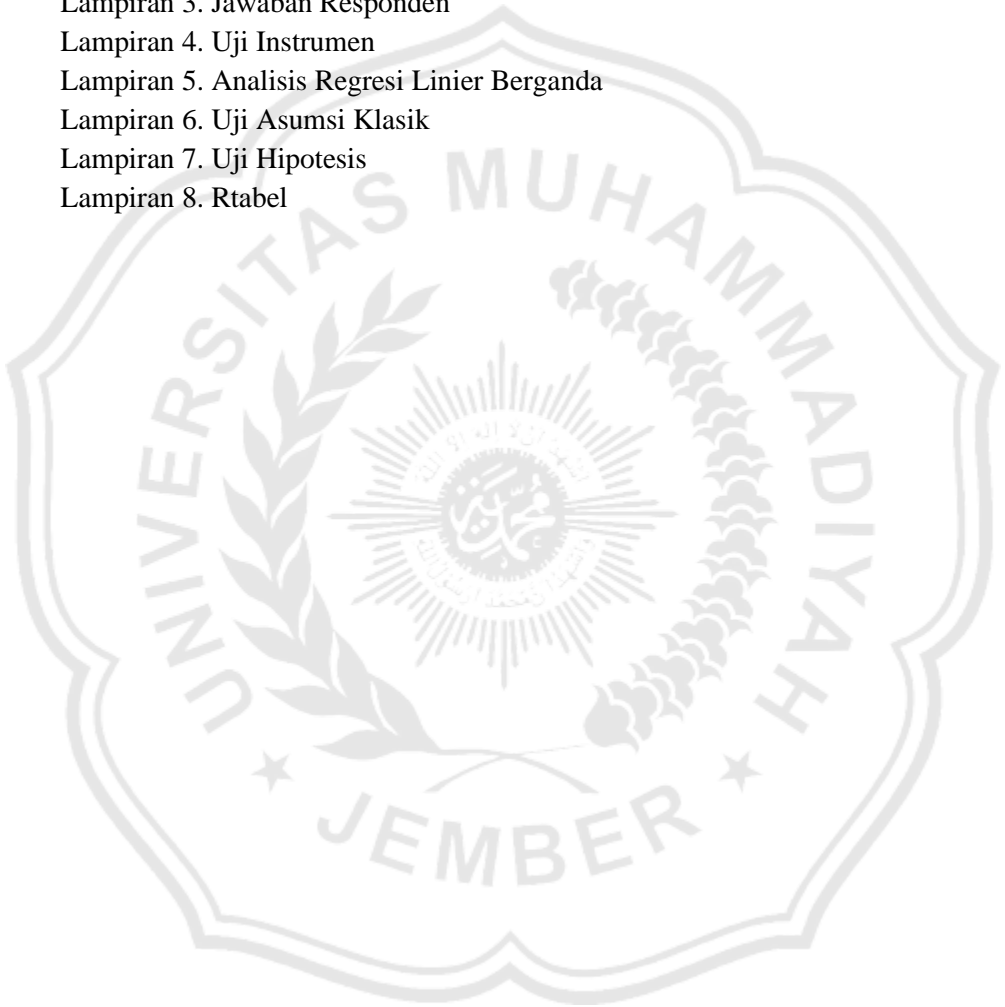 Lampiran 3. Jawaban Responden
Lampiran 4. Uji Instrumen
Lampiran 5. Analisis Regresi Linier Berganda
Lampiran 6. Uji Asumsi Klasik
Lampiran 7. Uji Hipotesis
Lampiran 8. Rtabel
UNIVERSITAS MUHAMMADIYAH
JEMBER